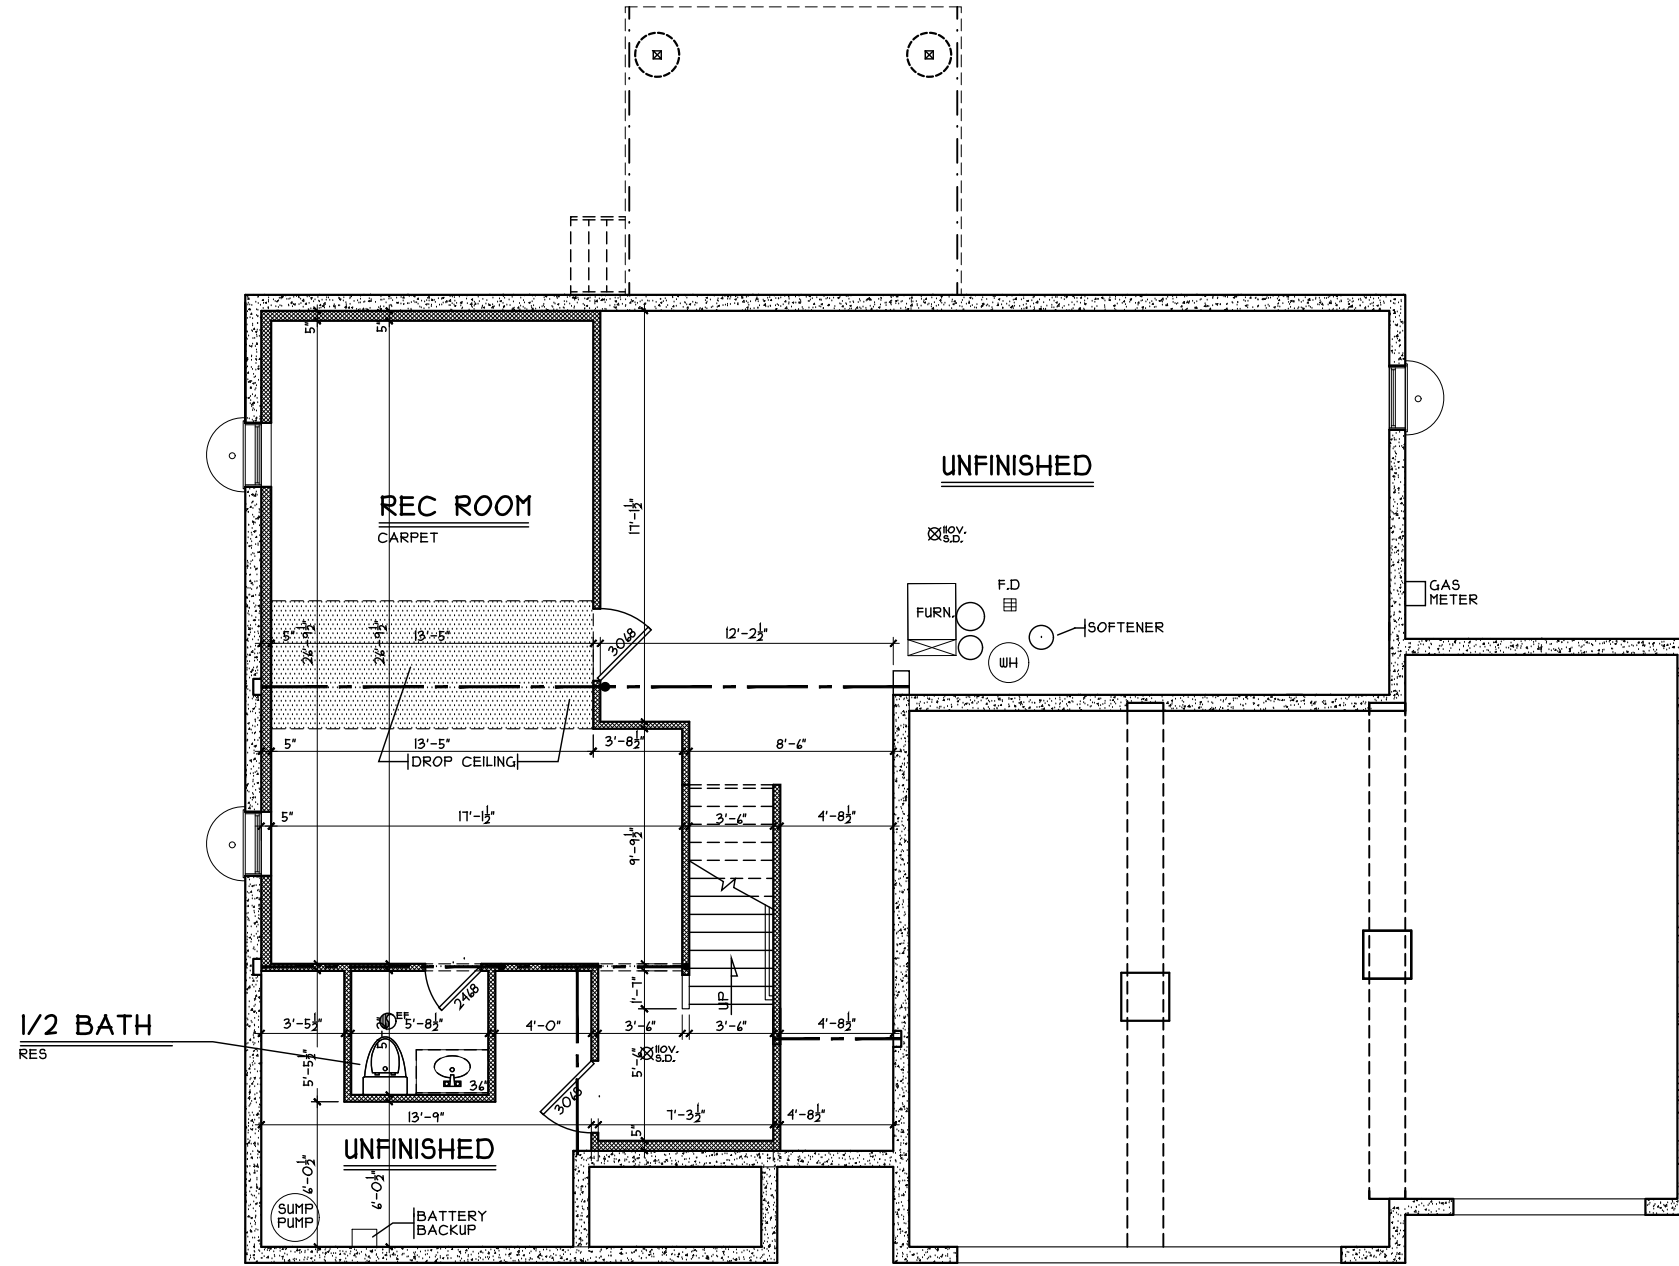 5"
5"
UNFINISHED
REC ROOM
CARPET
17'-1½"
110V.
S.D.
F.D
GAS
METER
FURN.
SOFTENER
WH
5"
26'-9½"
26'-9½"
13'-5"
3068
12'-2½"
5"
13'-5"
3'-8½"
8'-6"
DROP CEILING
5"
17'-1½"
3'-6"
4'-8½"
9'-9½"
2468
1'-7"
UP
1/2 BATH
RES
3'-5½"
EF
5'-8½"
4'-0"
3'-6"
3'-6"
4'-8½"
110V.
S.D.
5'-5½"
5'-6"
36"
3068
13'-9"
7'-3½"
4'-8½"
5"
UNFINISHED
6'-0½"
6'-0½"
SUMP
PUMP
BATTERY
BACKUP